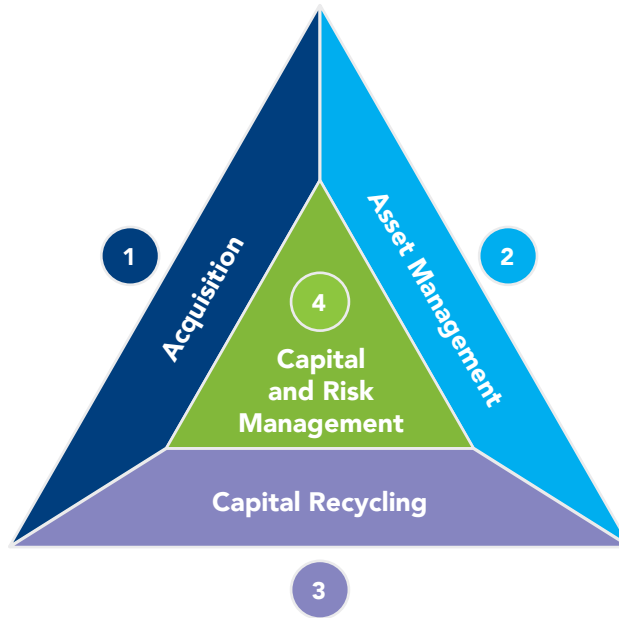 1
Acquisition
2
Asset Management
4
Capital
and Risk
Management
Capital Recycling
3